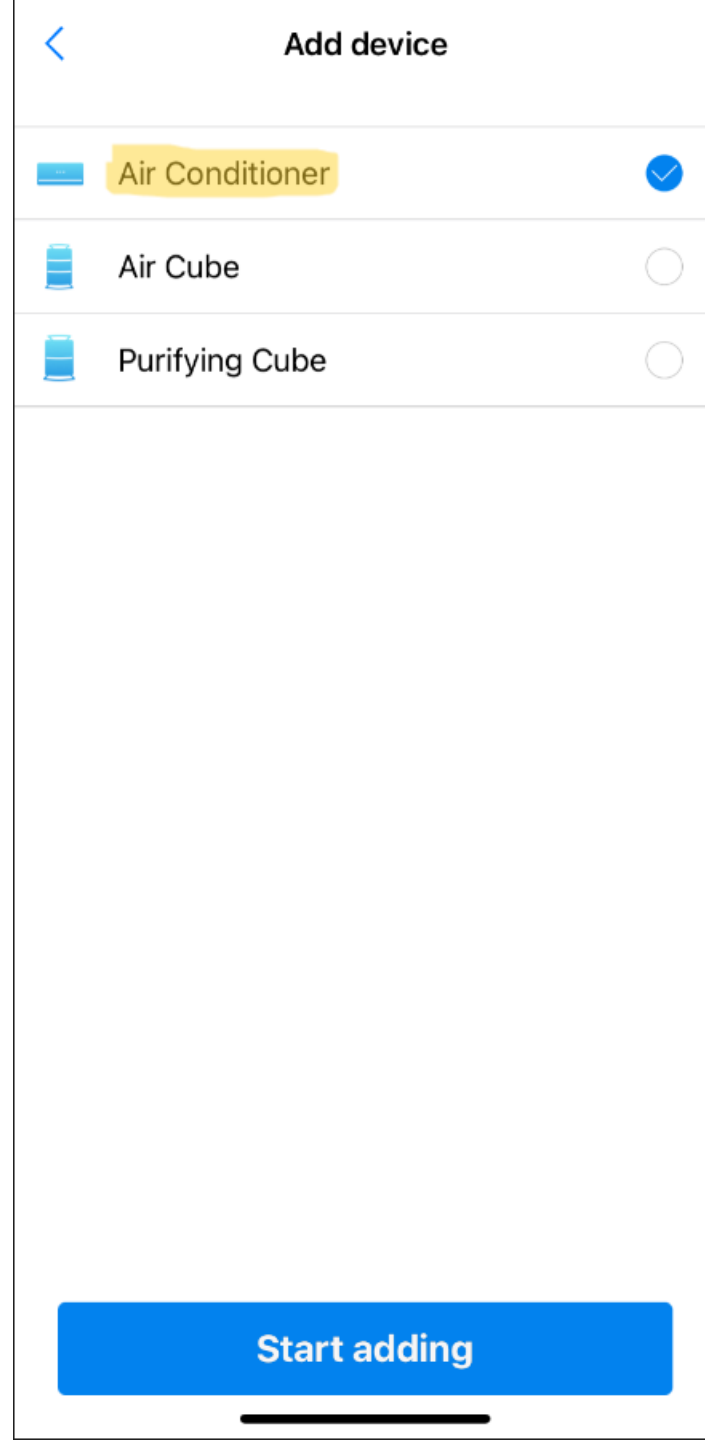 Add device
Air Conditioner
Air Cube
Purifying Cube
Start adding